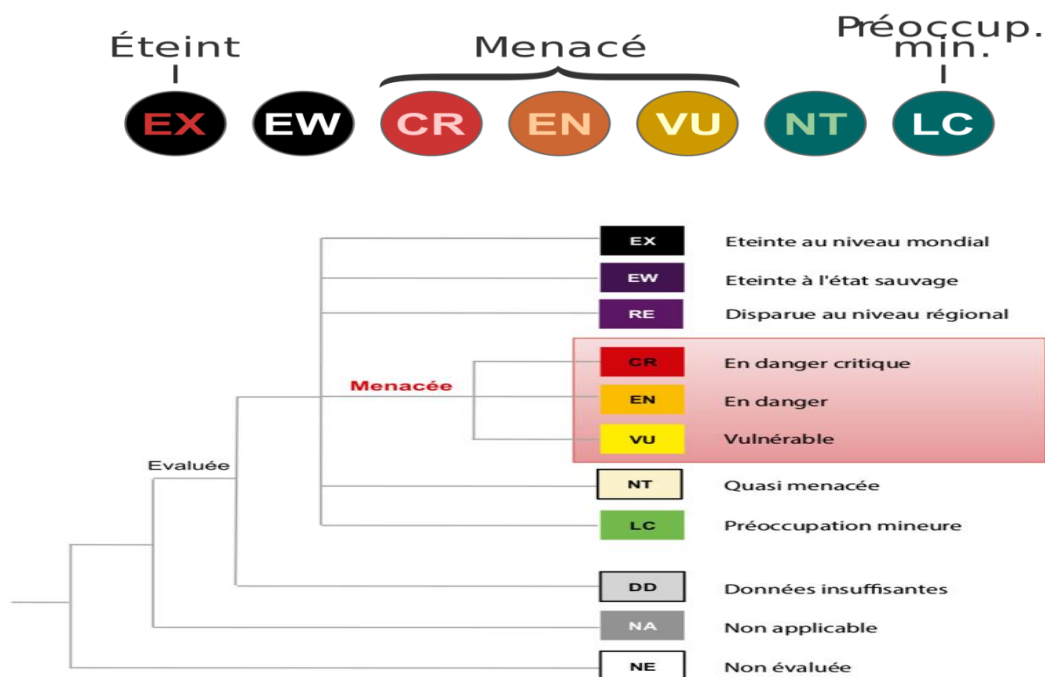 Éteint
Menacé
Préoccup.
min.
EX EW CR EN VU NT LC
EX Eteinte au niveau mondial
EW Eteinte à l'état sauvage
RE Disparue au niveau régional
CR En danger critique
Menacée
EN En danger
VU Vulnérable
Evaluée
NT Quasi menacée
LC Préoccupation mineure
DD Données insuffisantes
NA Non applicable
NE Non évaluée